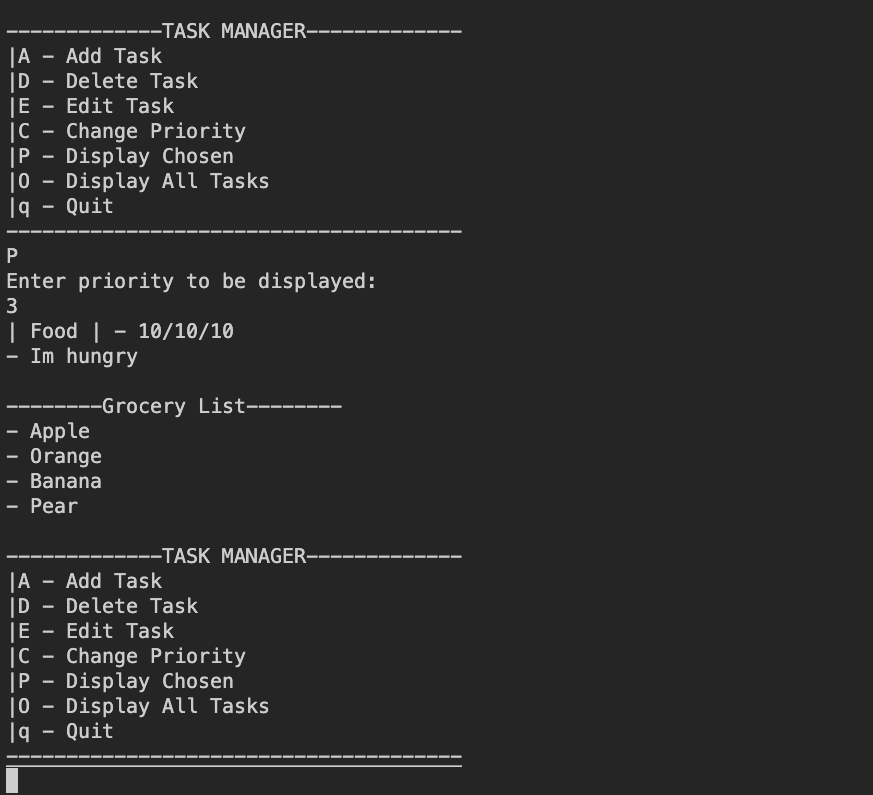 -------------TASK MANAGER-------------
|A - Add Task
|D - Delete Task
|E - Edit Task
|C - Change Priority
|P - Display Chosen
|O - Display All Tasks
|q - Quit
--------------------------------------
P
Enter priority to be displayed:
3
| Food | - 10/10/10
- Im hungry
--------Grocery List--------
- Apple
- Orange
- Banana
- Pear
-------------TASK MANAGER-------------
|A - Add Task
|D - Delete Task
|E - Edit Task
|C - Change Priority
|P - Display Chosen
|O - Display All Tasks
|q - Quit
--------------------------------------